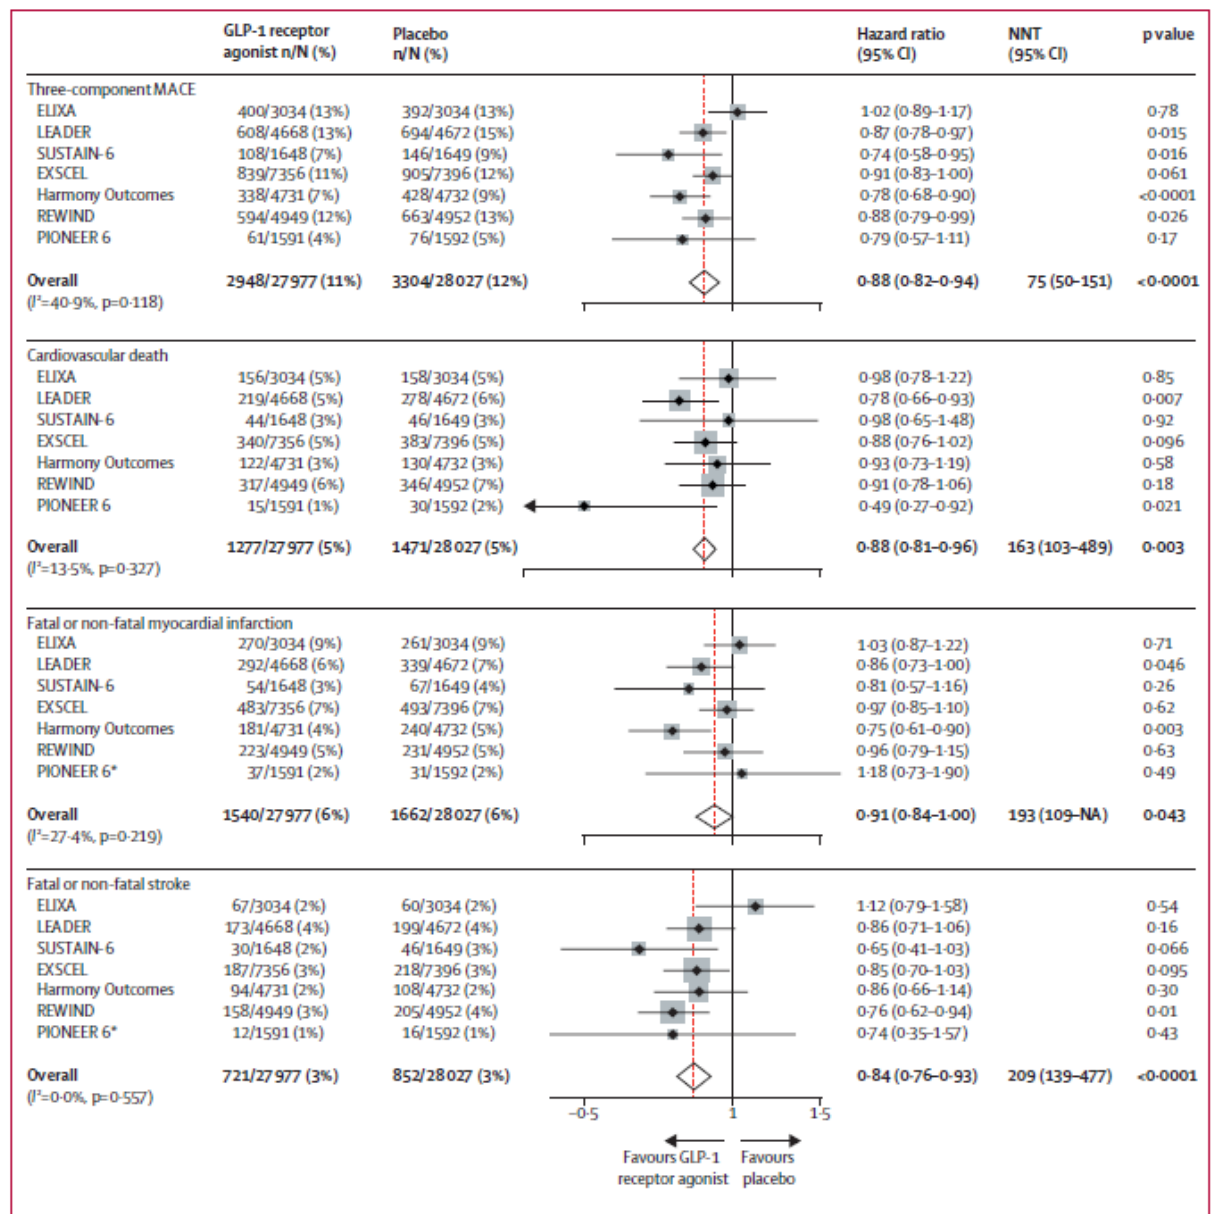 GLP-1 receptor agonist n/N (%) Placebo n/N (%) Hazard ratio (95% CI) NNT (95% CI) p value
Three-component MACE
ELIXA 400/3034 (13%) 392/3034 (13%) 1·02 (0·89–1·17) 0·78
LEADER 608/4668 (13%) 694/4672 (15%) 0·87 (0·78–0·97) 0·015
SUSTAIN-6 108/1648 (7%) 146/1649 (9%) 0·74 (0·58–0·95) 0·016
EXSCEL 839/7356 (11%) 905/7396 (12%) 0·91 (0·83–1·00) 0·061
Harmony Outcomes 338/4731 (7%) 428/4732 (9%) 0·78 (0·68–0·90) <0·0001
REWIND 594/4949 (12%) 663/4952 (13%) 0·88 (0·79–0·99) 0·026
PIONEER 6 61/1591 (4%) 76/1592 (5%) 0·79 (0·57–1·11) 0·17
Overall 2948/27977 (11%) 3304/28027 (12%) 0·88 (0·82–0·94) 75 (50–151) <0·0001
(I²=40·9%, p=0·118)
Cardiovascular death
ELIXA 156/3034 (5%) 158/3034 (5%) 0·98 (0·78–1·22) 0·85
LEADER 219/4668 (5%) 278/4672 (6%) 0·78 (0·66–0·93) 0·007
SUSTAIN-6 44/1648 (3%) 46/1649 (3%) 0·98 (0·65–1·48) 0·92
EXSCEL 340/7356 (5%) 383/7396 (5%) 0·88 (0·76–1·02) 0·096
Harmony Outcomes 122/4731 (3%) 130/4732 (3%) 0·93 (0·73–1·19) 0·58
REWIND 317/4949 (6%) 346/4952 (7%) 0·91 (0·78–1·06) 0·18
PIONEER 6 15/1591 (1%) 30/1592 (2%) 0·49 (0·27–0·92) 0·021
Overall 1277/27977 (5%) 1471/28027 (5%) 0·88 (0·81–0·96) 163 (103–489) 0·003
(I²=13·5%, p=0·327)
Fatal or non-fatal myocardial infarction
ELIXA 270/3034 (9%) 261/3034 (9%) 1·03 (0·87–1·22) 0·71
LEADER 292/4668 (6%) 339/4672 (7%) 0·86 (0·73–1·00) 0·046
SUSTAIN-6 54/1648 (3%) 67/1649 (4%) 0·81 (0·57–1·16) 0·26
EXSCEL 483/7356 (7%) 493/7396 (7%) 0·97 (0·85–1·10) 0·62
Harmony Outcomes 181/4731 (4%) 240/4732 (5%) 0·75 (0·61–0·90) 0·003
REWIND 223/4949 (5%) 231/4952 (5%) 0·96 (0·79–1·15) 0·63
PIONEER 6* 37/1591 (2%) 31/1592 (2%) 1·18 (0·73–1·90) 0·49
Overall 1540/27977 (6%) 1662/28027 (6%) 0·91 (0·84–1·00) 193 (109–NA) 0·043
(I²=27·4%, p=0·219)
Fatal or non-fatal stroke
ELIXA 67/3034 (2%) 60/3034 (2%) 1·12 (0·79–1·58) 0·54
LEADER 173/4668 (4%) 199/4672 (4%) 0·86 (0·71–1·06) 0·16
SUSTAIN-6 30/1648 (2%) 46/1649 (3%) 0·65 (0·41–1·03) 0·066
EXSCEL 187/7356 (3%) 218/7396 (3%) 0·85 (0·70–1·03) 0·095
Harmony Outcomes 94/4731 (2%) 108/4732 (2%) 0·86 (0·66–1·14) 0·30
REWIND 158/4949 (3%) 205/4952 (4%) 0·76 (0·62–0·94) 0·01
PIONEER 6* 12/1591 (1%) 16/1592 (1%) 0·74 (0·35–1·57) 0·43
Overall 721/27977 (3%) 852/28027 (3%) 0·84 (0·76–0·93) 209 (139–477) <0·0001
(I²=0·0%, p=0·557)
–0·5 1 1·5
Favours GLP-1 receptor agonist Favours placebo